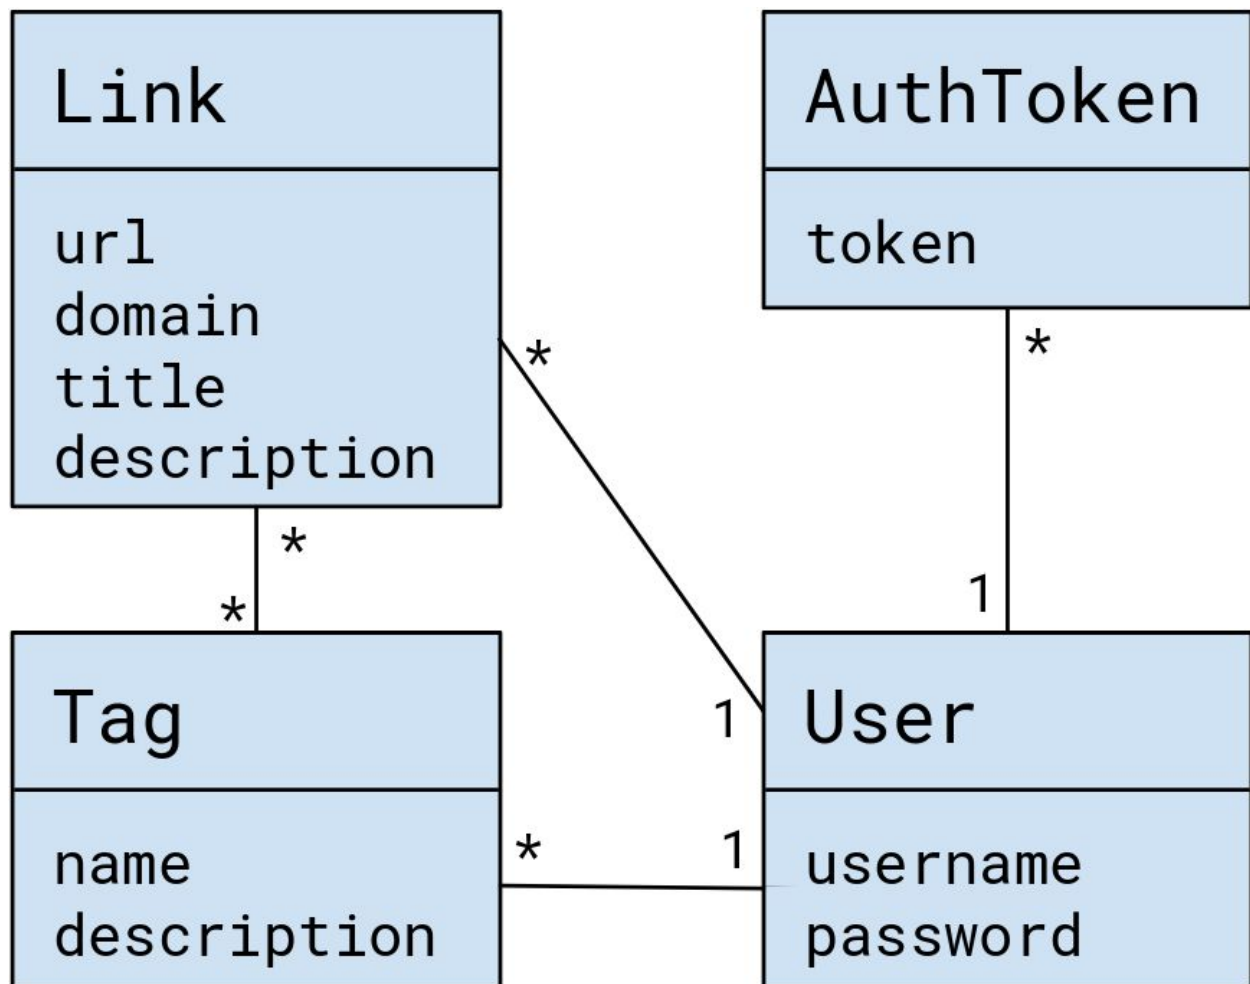 Link
url
domain
title
description
*
*
AuthToken
token
*
1
*
1
Tag
name
description
*
1
User
username
password